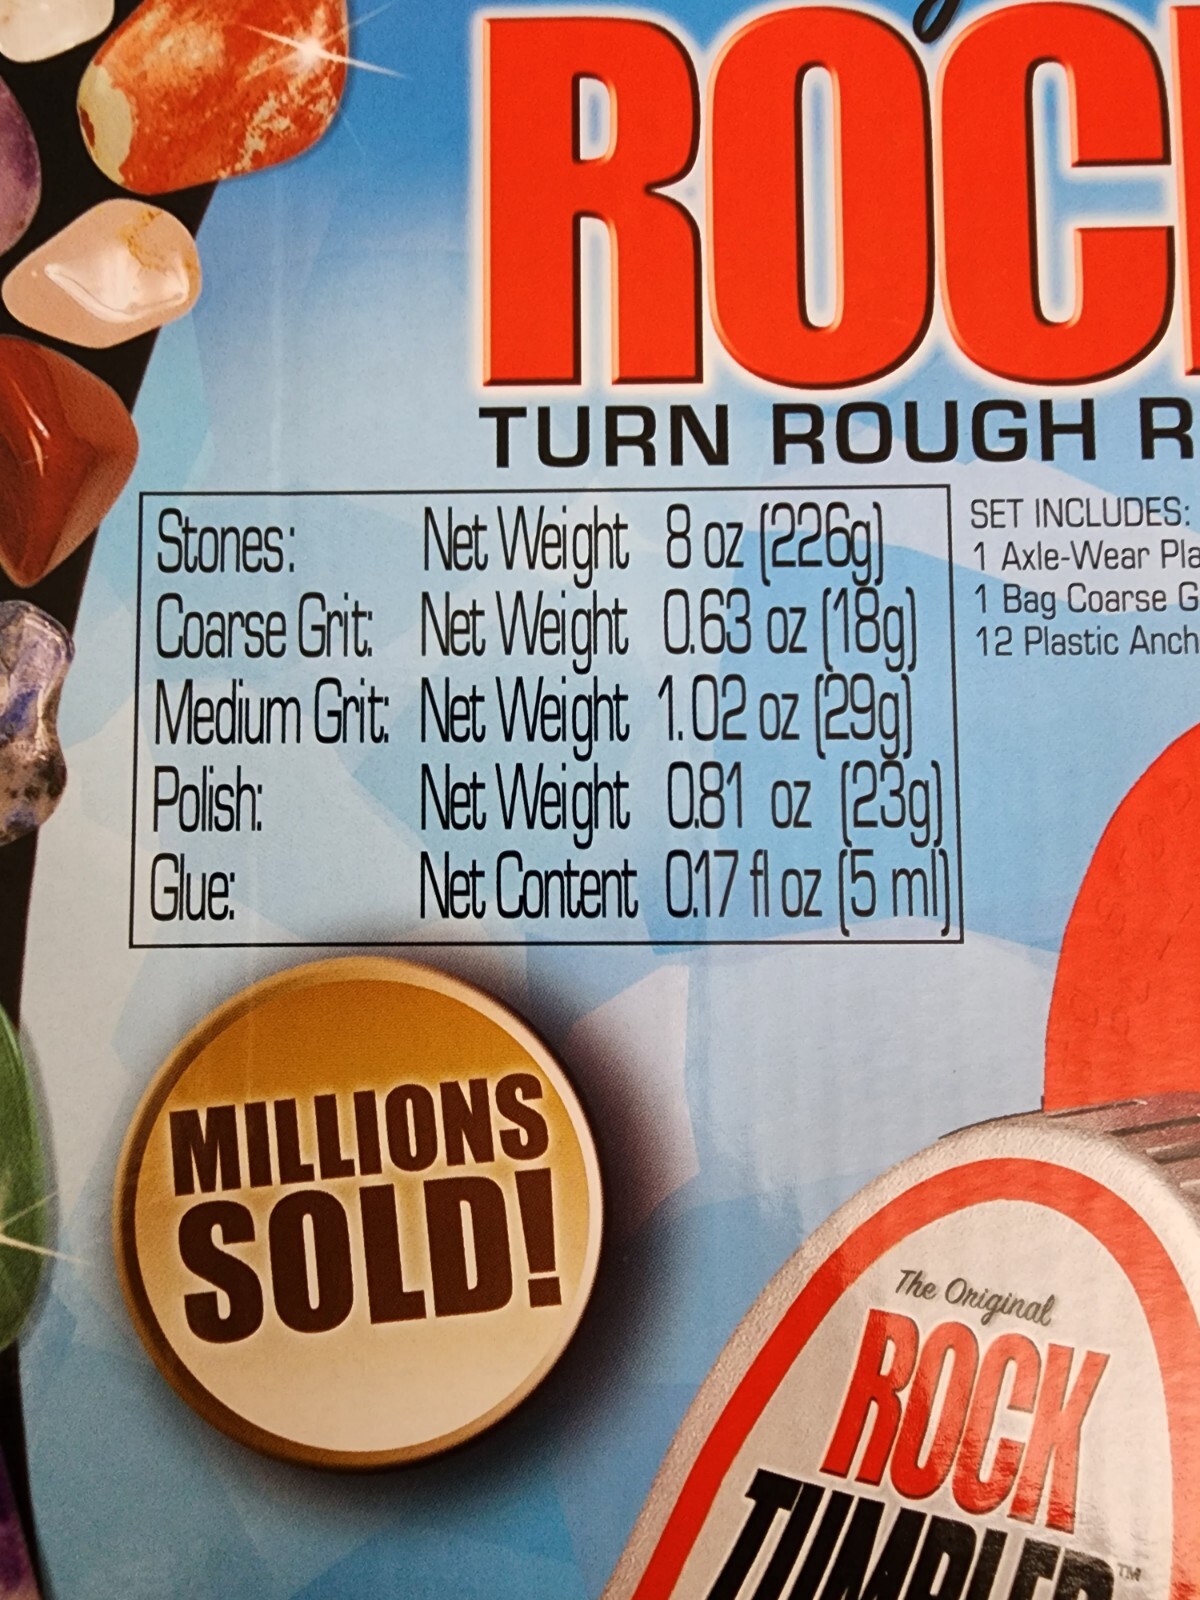 ROC
TURN ROUGH R
Stones: Net Weight 8 oz (226g)
Coarse Grit: Net Weight 0.63 oz (18g)
Medium Grit: Net Weight 1.02 oz (29g)
Polish: Net Weight 0.81 oz (23g)
Glue: Net Content 0.17 fl oz (5 ml)
SET INCLUDES:
1 Axle-Wear Pla
1 Bag Coarse G
12 Plastic Anch
MILLIONS
SOLD!
The Original
ROCK
TUMBLER™